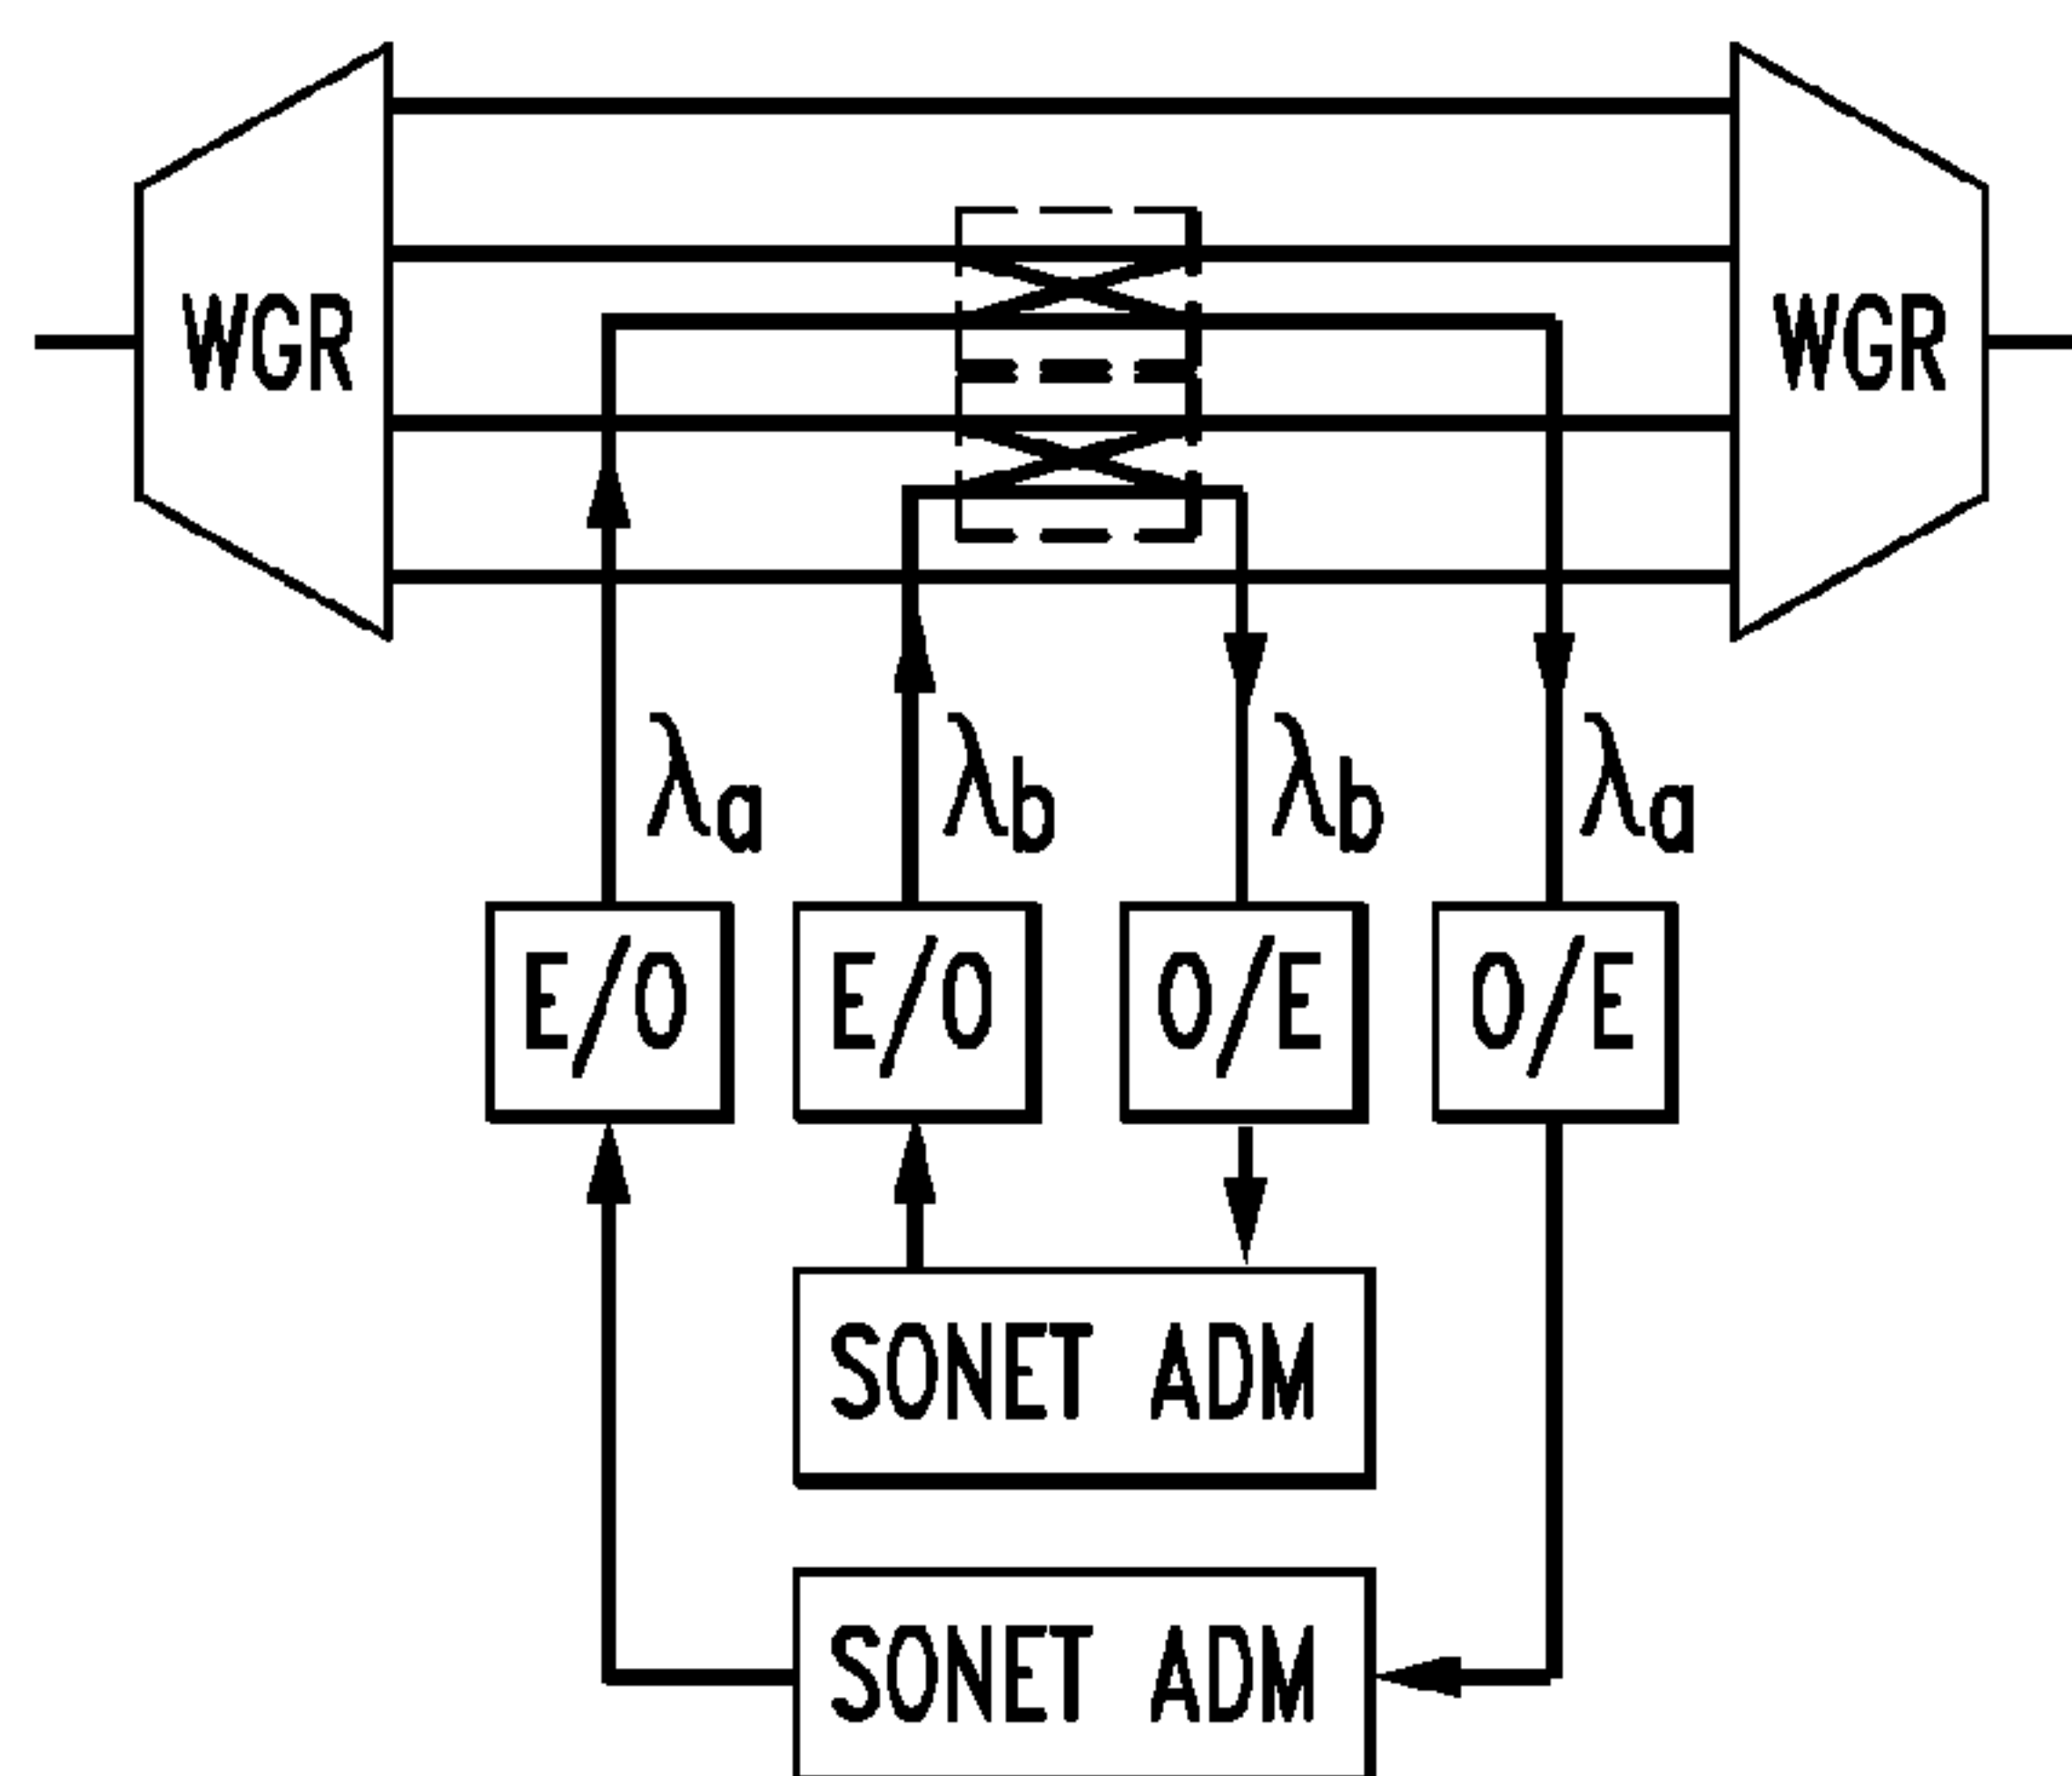 WGR
WGR
λa
λb
λb
λa
E/O
E/O
O/E
O/E
SONET ADM
SONET ADM